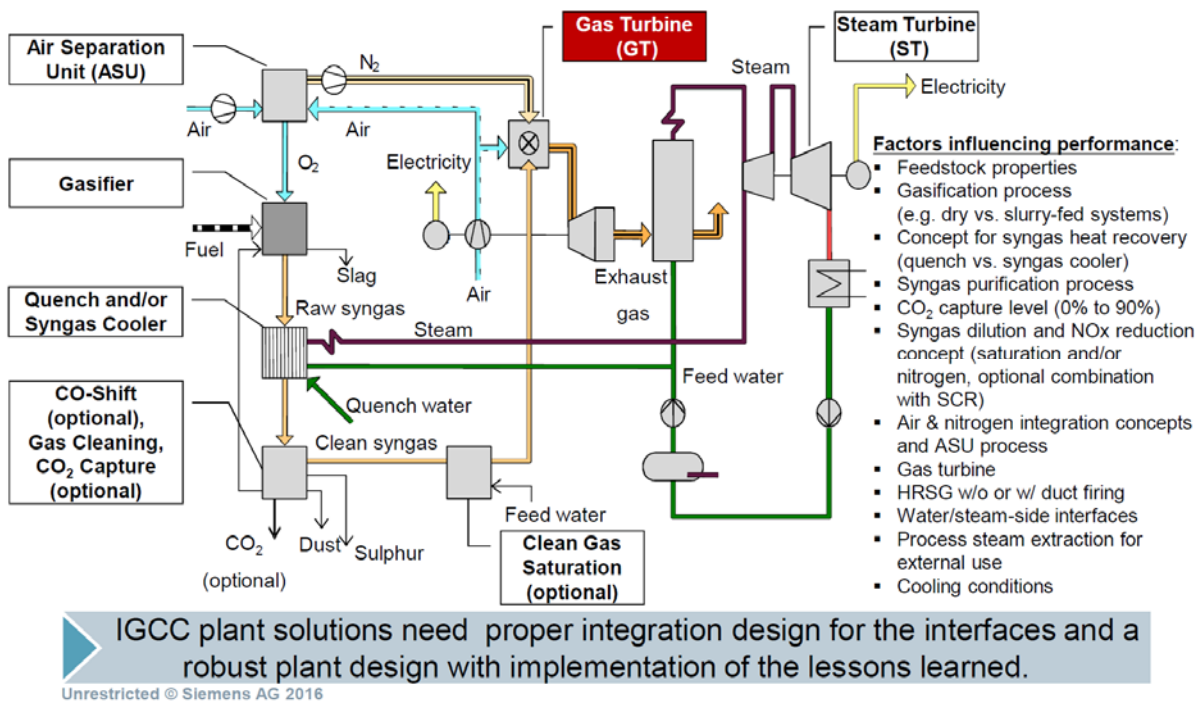 Air Separation
Unit (ASU)
N2
Gas Turbine
(GT)
Steam Turbine
(ST)
Steam
Electricity
Air
Air
O2
Electricity
Gasifier
Fuel
Slag
Air
Exhaust
gas
Raw syngas
Quench and/or
Syngas Cooler
Steam
Feed water
Quench water
CO-Shift
(optional),
Gas Cleaning,
CO2 Capture
(optional)
Clean syngas
Feed water
CO2
(optional)
Dust
Sulphur
Clean Gas
Saturation
(optional)
Factors influencing performance:
▪ Feedstock properties
▪ Gasification process
(e.g. dry vs. slurry-fed systems)
▪ Concept for syngas heat recovery
(quench vs. syngas cooler)
▪ Syngas purification process
▪ CO2 capture level (0% to 90%)
▪ Syngas dilution and NOx reduction
concept (saturation and/or
nitrogen, optional combination
with SCR)
▪ Air & nitrogen integration concepts
and ASU process
▪ Gas turbine
▪ HRSG w/o or w/ duct firing
▪ Water/steam-side interfaces
▪ Process steam extraction for
external use
▪ Cooling conditions
IGCC plant solutions need proper integration design for the interfaces and a
robust plant design with implementation of the lessons learned.
Unrestricted © Siemens AG 2016